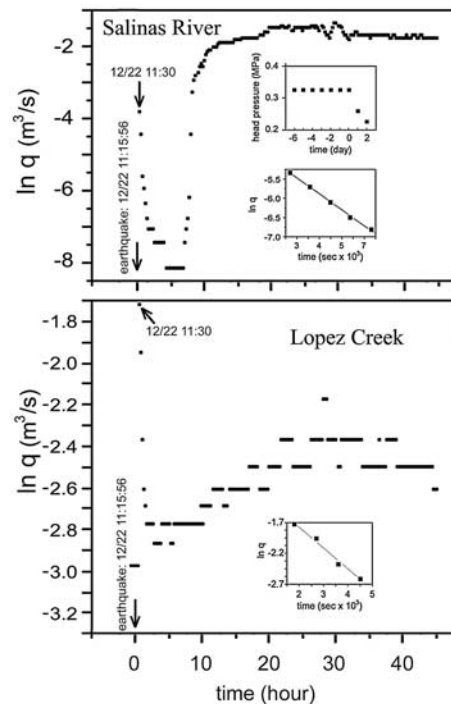 Salinas River
ln q (m³/s)
-2
-4
-6
-8
12/22 11:30
earthquake: 12/22 11:15:56
head pressure (MPa)
0.4
0.3
0.2
-6 -4 -2 0 2
time (day)
ln q
-5.5
-6.0
-6.5
-7.0
3 4 5 6 7
time (sec x 10³)
Lopez Creek
ln q (m³/s)
-1.8
-2.0
-2.2
-2.4
-2.6
-2.8
-3.0
-3.2
12/22 11:30
earthquake: 12/22 11:15:56
ln q
-1.7
-2.2
-2.7
2 3 4 5
time (sec x 10³)
0 10 20 30 40
time (hour)